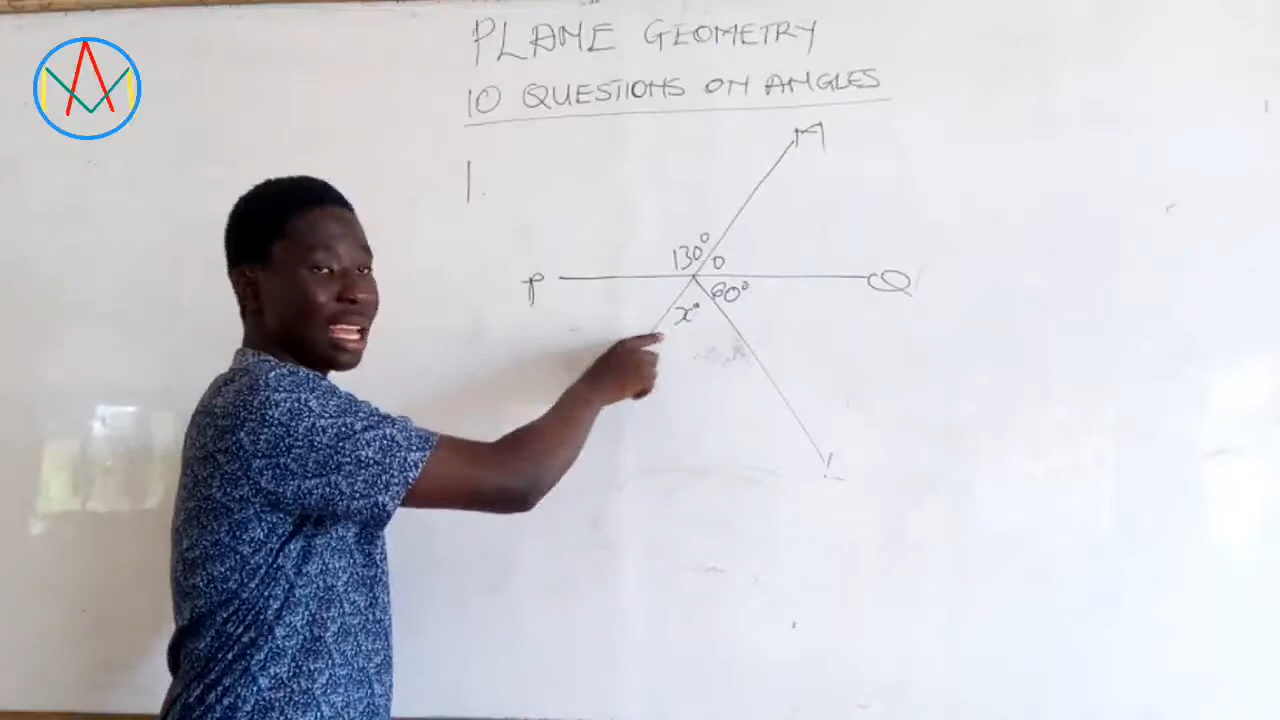 PLANE GEOMETRY
10 QUESTIONS ON ANGLES
1.
M
130° O
P Q
60°
x°
L